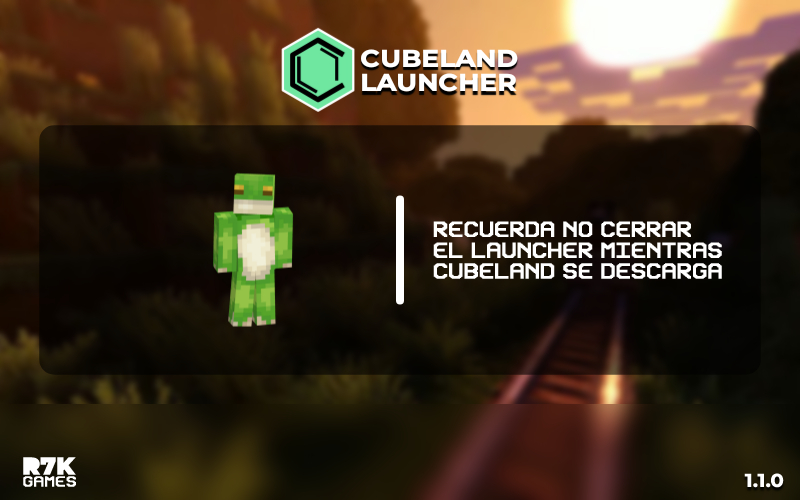 CUBELAND
LAUNCHER
RECUERDA NO CERRAR
EL LAUNCHER MIENTRAS
CUBELAND SE DESCARGA
R7K
GAMES
1.1.0